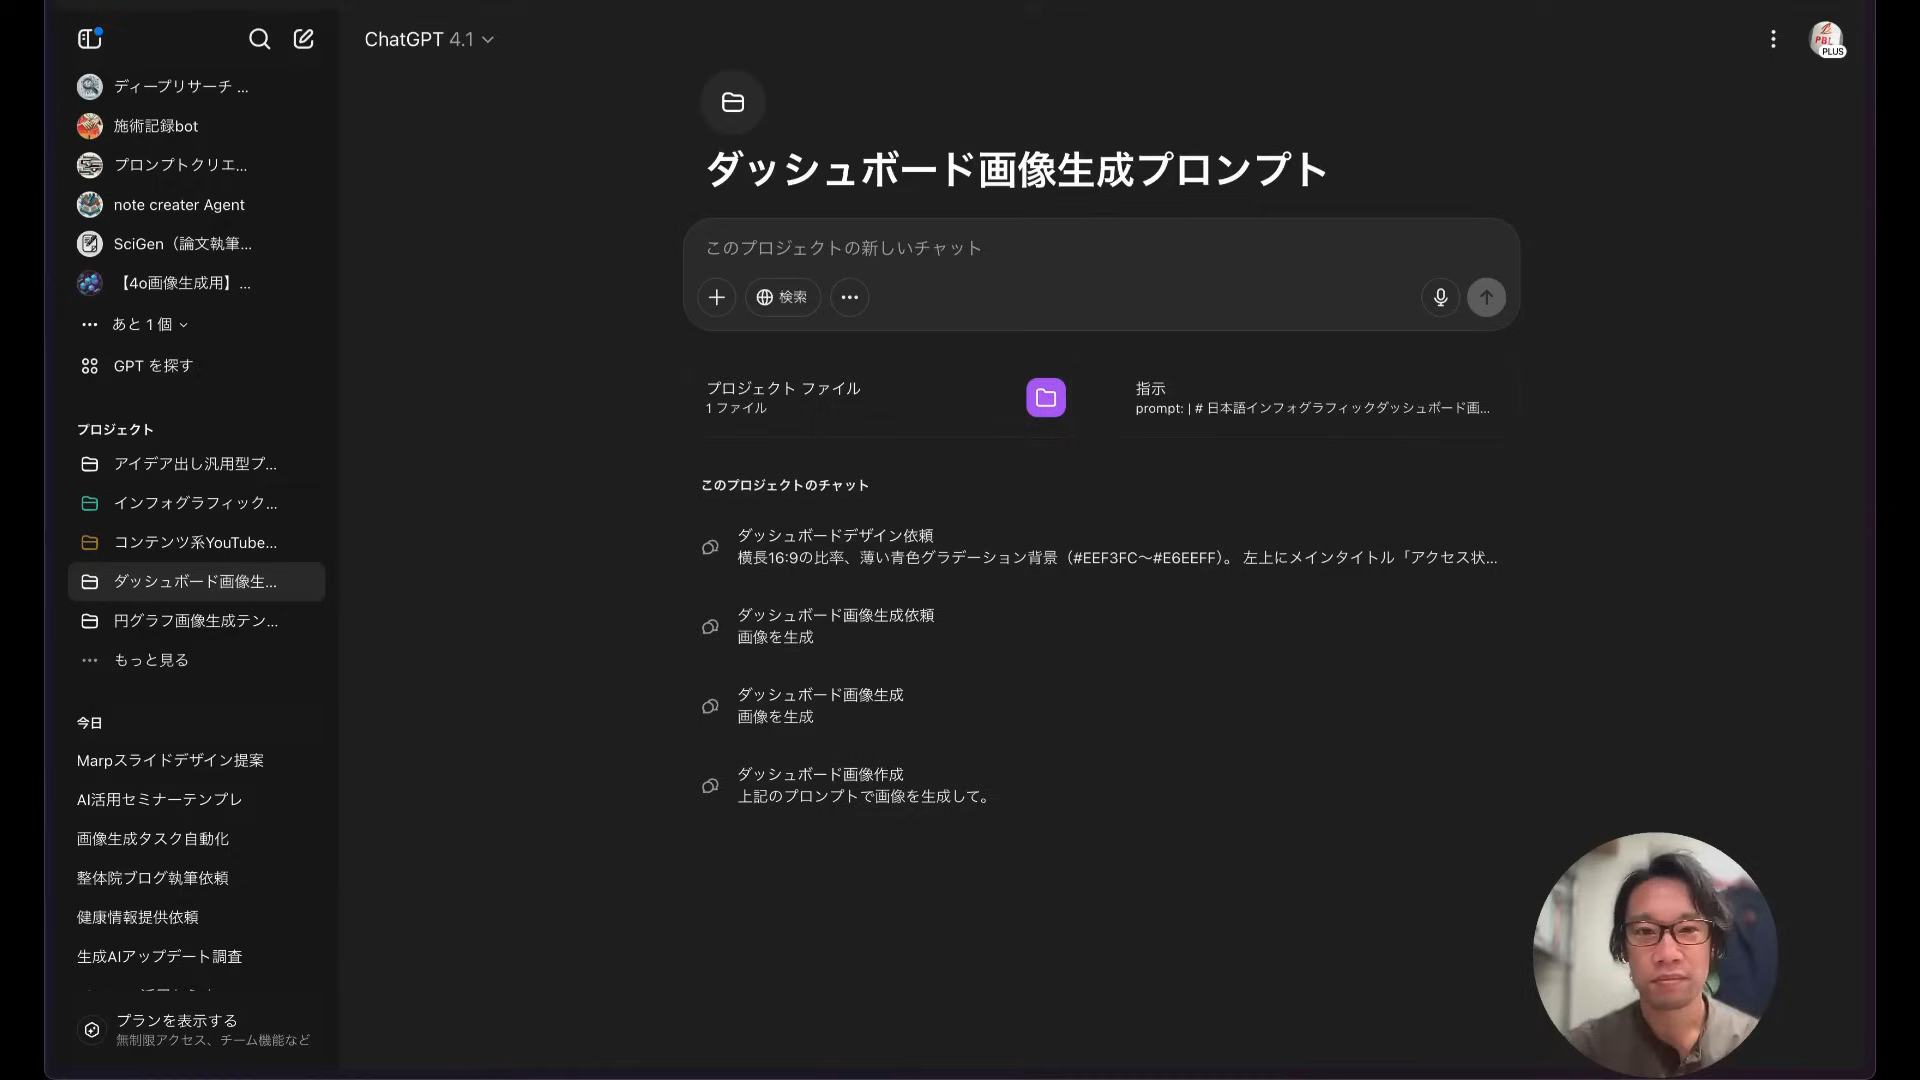 ChatGPT 4.1
PBL
PLUS
ディープリサーチ ...
施術記録bot
プロンプトクリエ...
note creater Agent
SciGen（論文執筆...
【4o画像生成用】...
あと 1 個
GPT を探す
プロジェクト
アイデア出し汎用型プ...
インフォグラフィック...
コンテンツ系YouTube...
ダッシュボード画像生...
円グラフ画像生成テン...
もっと見る
今日
Marpスライドデザイン提案
AI活用セミナーテンプレ
画像生成タスク自動化
整体院ブログ執筆依頼
健康情報提供依頼
生成AIアップデート調査
プランを表示する
無制限アクセス、チーム機能など
ダッシュボード画像生成プロンプト
このプロジェクトの新しいチャット
検索
プロジェクト ファイル
1 ファイル
指示
prompt: | # 日本語インフォグラフィックダッシュボード画...
このプロジェクトのチャット
ダッシュボードデザイン依頼
横長16:9の比率、薄い青色グラデーション背景（#EEF3FC〜#E6EEFF）。 左上にメインタイトル「アクセス状...
ダッシュボード画像生成依頼
画像を生成
ダッシュボード画像生成
画像を生成
ダッシュボード画像作成
上記のプロンプトで画像を生成して。